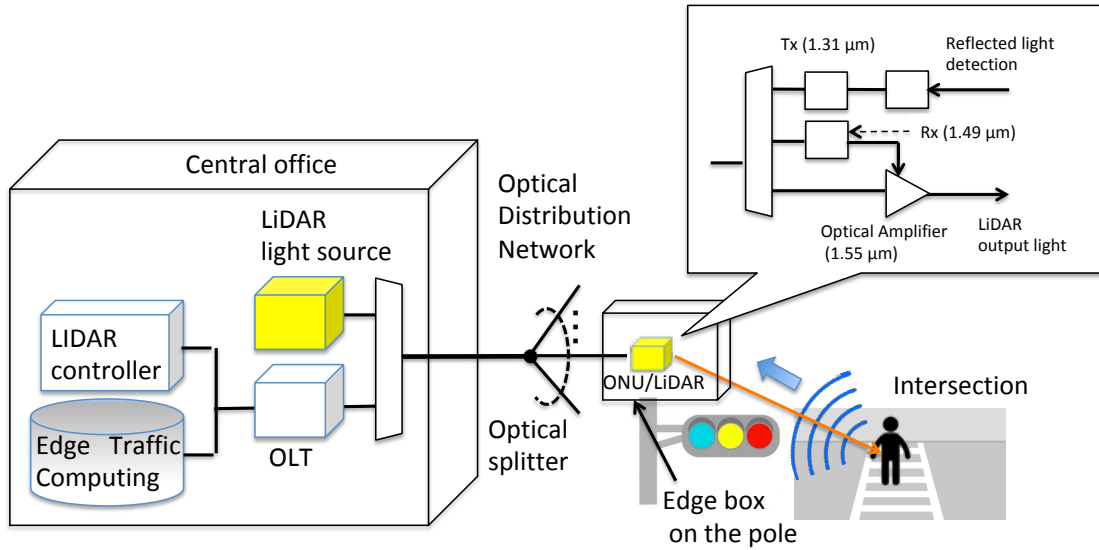 Central office
LiDAR
light source
LIDAR
controller
Edge Traffic
Computing
OLT
Optical
Distribution
Network
Optical
splitter
ONU/LiDAR
Edge box
on the pole
Intersection
Tx (1.31 μm)
Reflected light
detection
Rx (1.49 μm)
Optical Amplifier
(1.55 μm)
LiDAR
output light